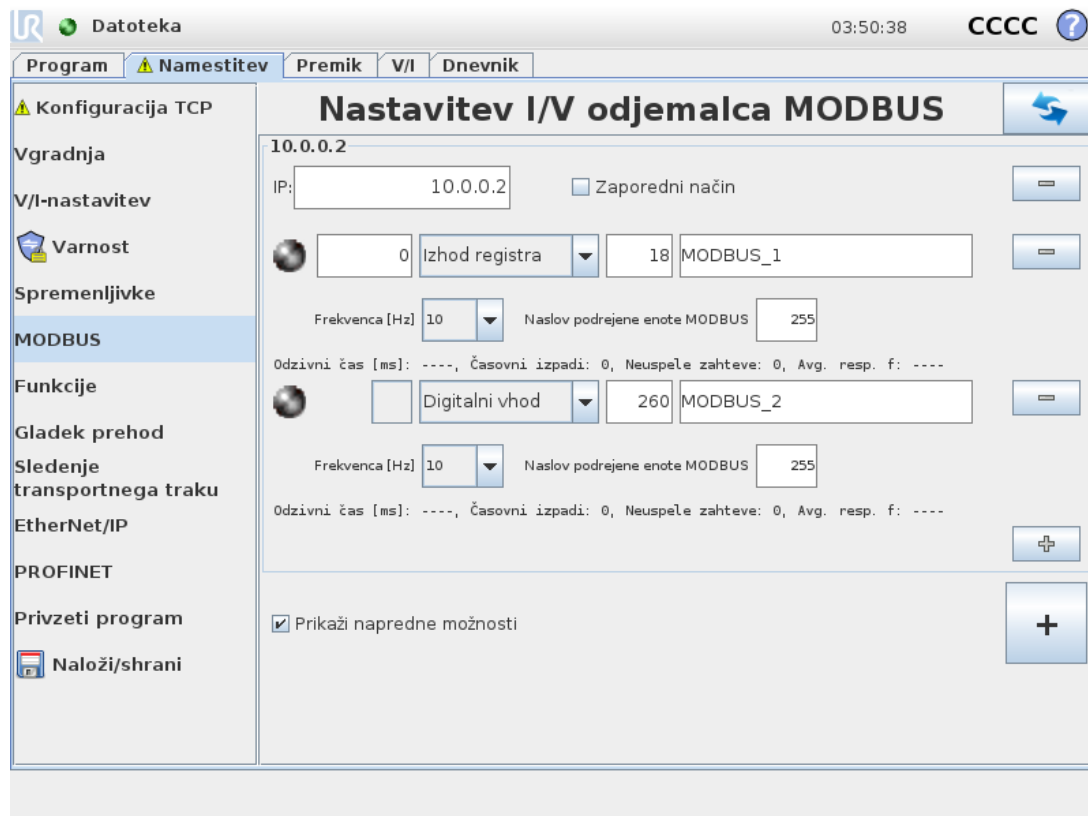 UR Datoteka 03:50:38 CCCC ?
Program Namestitev Premik V/I Dnevnik
Konfiguracija TCP
Vgradnja
V/I-nastavitev
Varnost
Spremenljivke
MODBUS
Funkcije
Gladek prehod
Sledenje
transportnega traku
EtherNet/IP
PROFINET
Privzeti program
Naloži/shrani
Nastavitev I/V odjemalca MODBUS
10.0.0.2
IP: 10.0.0.2 Zaporedni način
0 Izhod registra 18 MODBUS_1
Frekvenca [Hz] 10 Naslov podrejene enote MODBUS 255
Odzivni čas [ms]: ----, Časovni izpadi: 0, Neuspele zahteve: 0, Avg. resp. f: ----
Digitalni vhod 260 MODBUS_2
Frekvenca [Hz] 10 Naslov podrejene enote MODBUS 255
Odzivni čas [ms]: ----, Časovni izpadi: 0, Neuspele zahteve: 0, Avg. resp. f: ----
Prikaži napredne možnosti